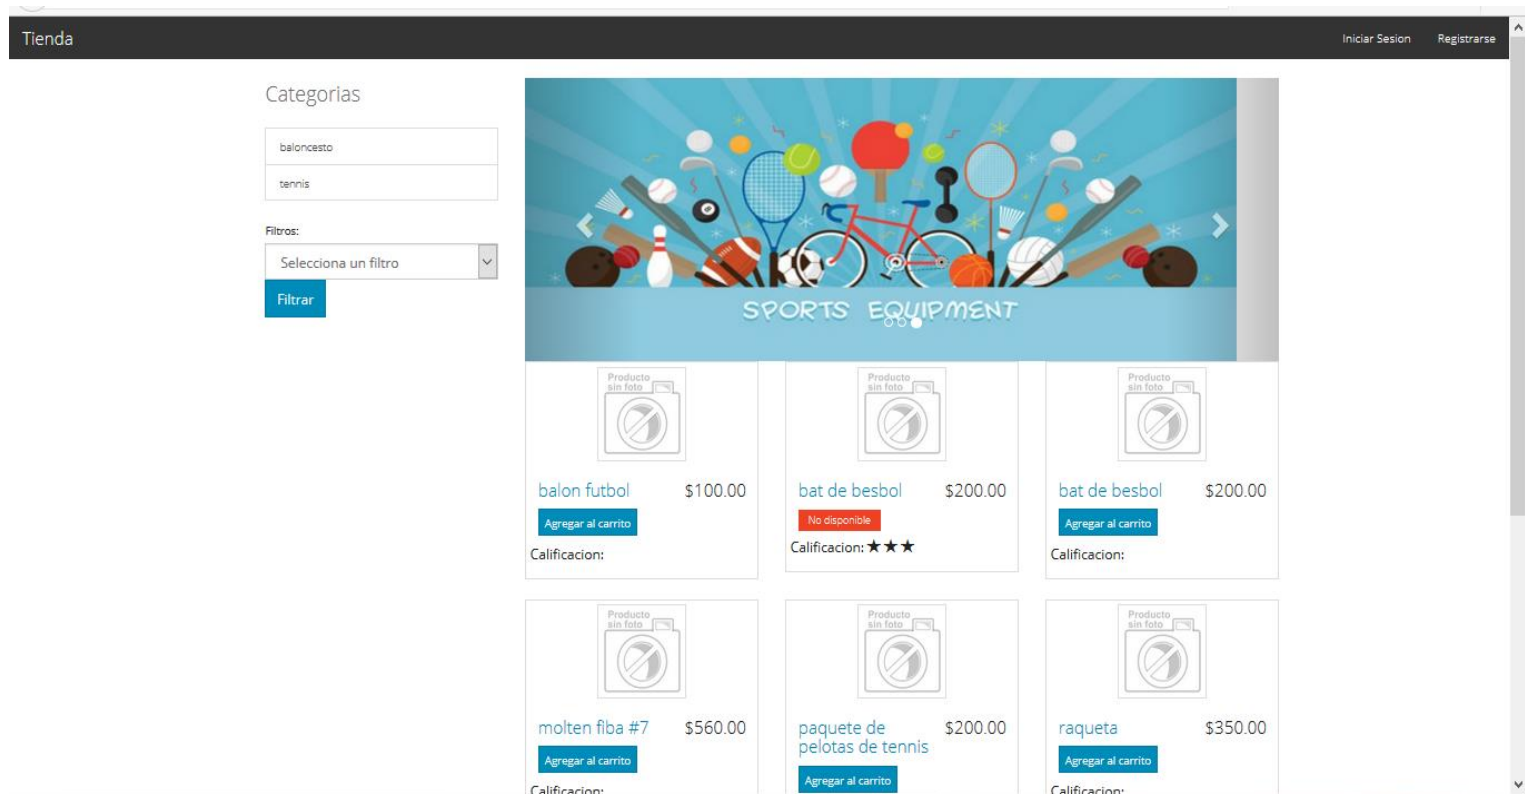 Tienda
Iniciar Sesion
Registrarse
Categorias
baloncesto
tennis
Filtros:
Selecciona un filtro
Filtrar
SPORTS EQUIPMENT
Producto
sin foto
balon futbol $100.00
Agregar al carrito
Calificacion:
Producto
sin foto
bat de besbol $200.00
No disponible
Calificacion: ★★★
Producto
sin foto
bat de besbol $200.00
Agregar al carrito
Calificacion:
Producto
sin foto
molten fiba #7 $560.00
Agregar al carrito
Calificacion:
Producto
sin foto
paquete de $200.00
pelotas de tennis
Agregar al carrito
Producto
sin foto
raqueta $350.00
Agregar al carrito
Calificacion: